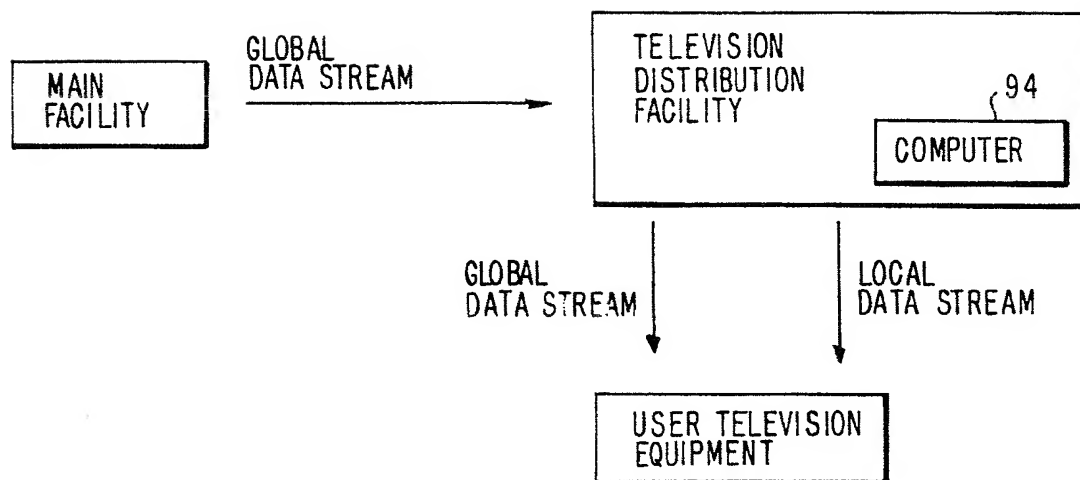 MAIN
FACILITY
GLOBAL
DATA STREAM
TELEVISION
DISTRIBUTION
FACILITY
94
COMPUTER
GLOBAL
DATA STREAM
LOCAL
DATA STREAM
USER TELEVISION
EQUIPMENT